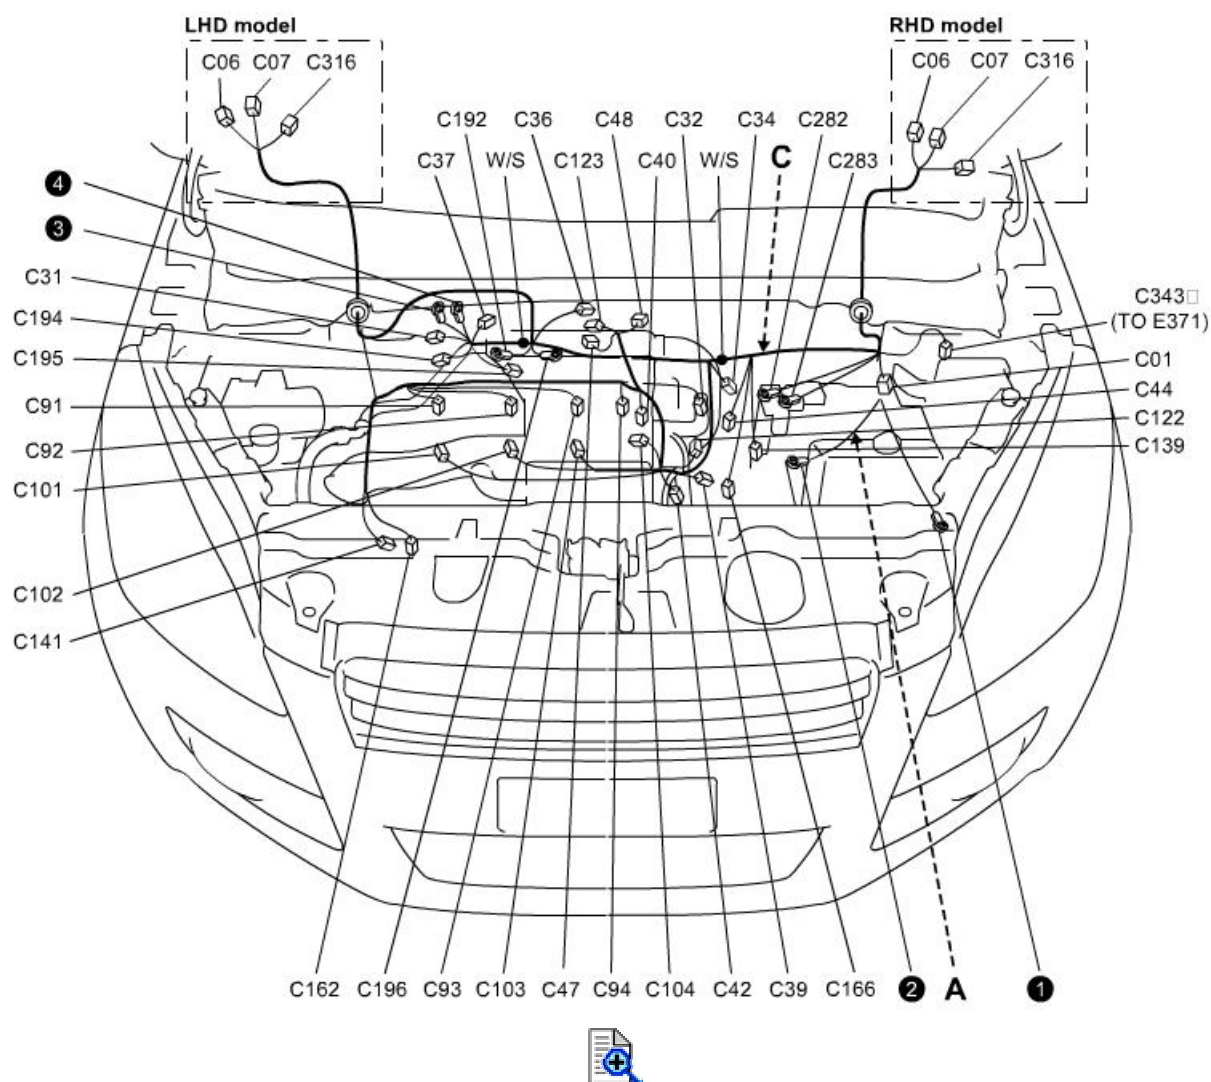 LHD model
RHD model
C06 C07 C316
C06 C07 C316
C192 C36 C48 C32 C34 C282
C37 W/S C123 C40 W/S C C283
4
3
C31
C343□
C194
(TO E371)
C195
C01
C91
C44
C92
C122
C101
C139
C102
C141
C162 C196 C93 C103 C47 C94 C104 C42 C39 C166 2 A 1